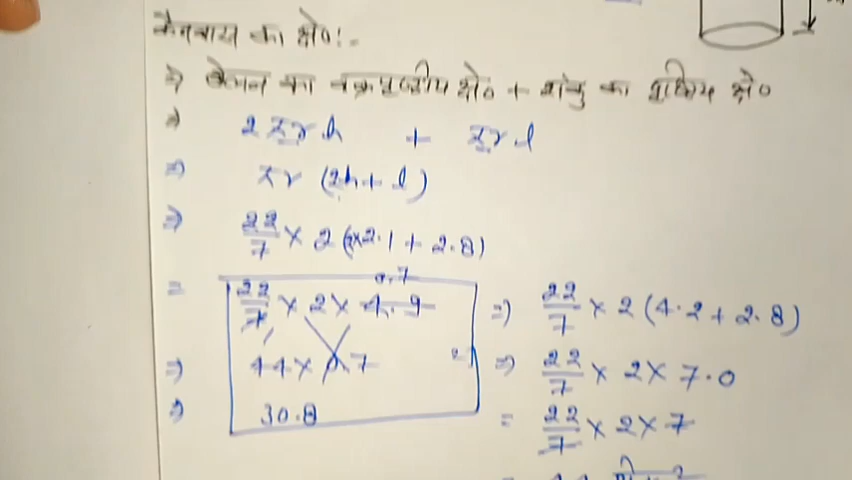 कैनवास का क्षे० :-
⇒ बेलन का वक्रपृष्ठीय क्षे० + शंकु का क्षे०
⇒ 2πrh + πrl
⇒ πr (2h + l)
⇒ 22/7 × 2 (2×2.1 + 2.8)
= 22/7 × 2 × 4.9 0.7
⇒ 44 × 0.7
⇒ 30.8
⇒ 22/7 × 2 (4.2 + 2.8)
⇒ 22/7 × 2 × 7.0
= 22/7 × 2 × 7